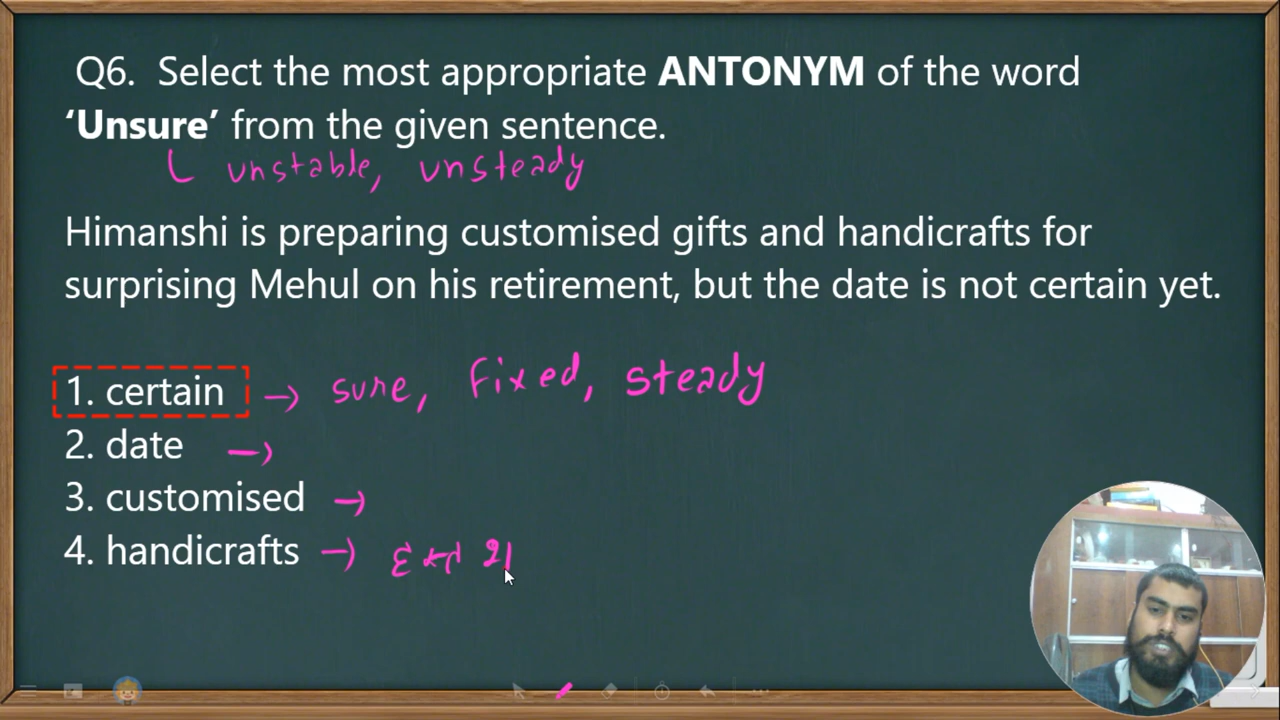 Q6. Select the most appropriate ANTONYM of the word
‘Unsure’ from the given sentence.
unstable, unsteady
Himanshi is preparing customised gifts and handicrafts for
surprising Mehul on his retirement, but the date is not certain yet.
1. certain → sure, fixed, steady
2. date →
3. customised →
4. handicrafts →